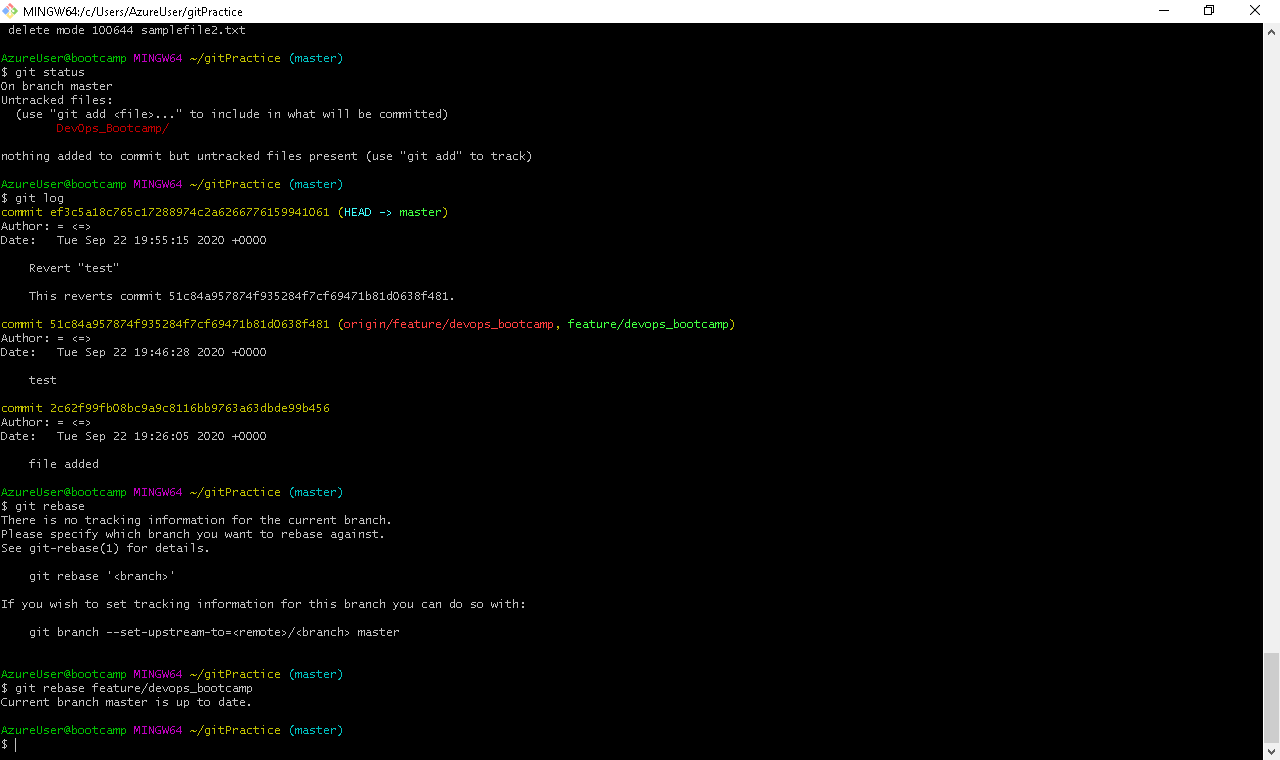 MINGW64:/c/Users/AzureUser/gitPractice
delete mode 100644 samplefile2.txt
AzureUser@bootcamp MINGW64 ~/gitPractice (master)
$ git status
On branch master
Untracked files:
(use "git add <file>..." to include in what will be committed)
DevOps_Bootcamp/
nothing added to commit but untracked files present (use "git add" to track)
AzureUser@bootcamp MINGW64 ~/gitPractice (master)
$ git log
commit ef3c5a18c765c17288974c2a6266776159941061 (HEAD -> master)
Author: = <=>
Date:   Tue Sep 22 19:55:15 2020 +0000
Revert "test"
This reverts commit 51c84a957874f935284f7cf69471b81d0638f481.
commit 51c84a957874f935284f7cf69471b81d0638f481 (origin/feature/devops_bootcamp, feature/devops_bootcamp)
Author: = <=>
Date:   Tue Sep 22 19:46:28 2020 +0000
test
commit 2c62f99fb08bc9a9c8116bb9763a63dbde99b456
Author: = <=>
Date:   Tue Sep 22 19:26:05 2020 +0000
file added
AzureUser@bootcamp MINGW64 ~/gitPractice (master)
$ git rebase
There is no tracking information for the current branch.
Please specify which branch you want to rebase against.
See git-rebase(1) for details.
git rebase '<branch>'
If you wish to set tracking information for this branch you can do so with:
git branch --set-upstream-to=<remote>/<branch> master
AzureUser@bootcamp MINGW64 ~/gitPractice (master)
$ git rebase feature/devops_bootcamp
Current branch master is up to date.
AzureUser@bootcamp MINGW64 ~/gitPractice (master)
$